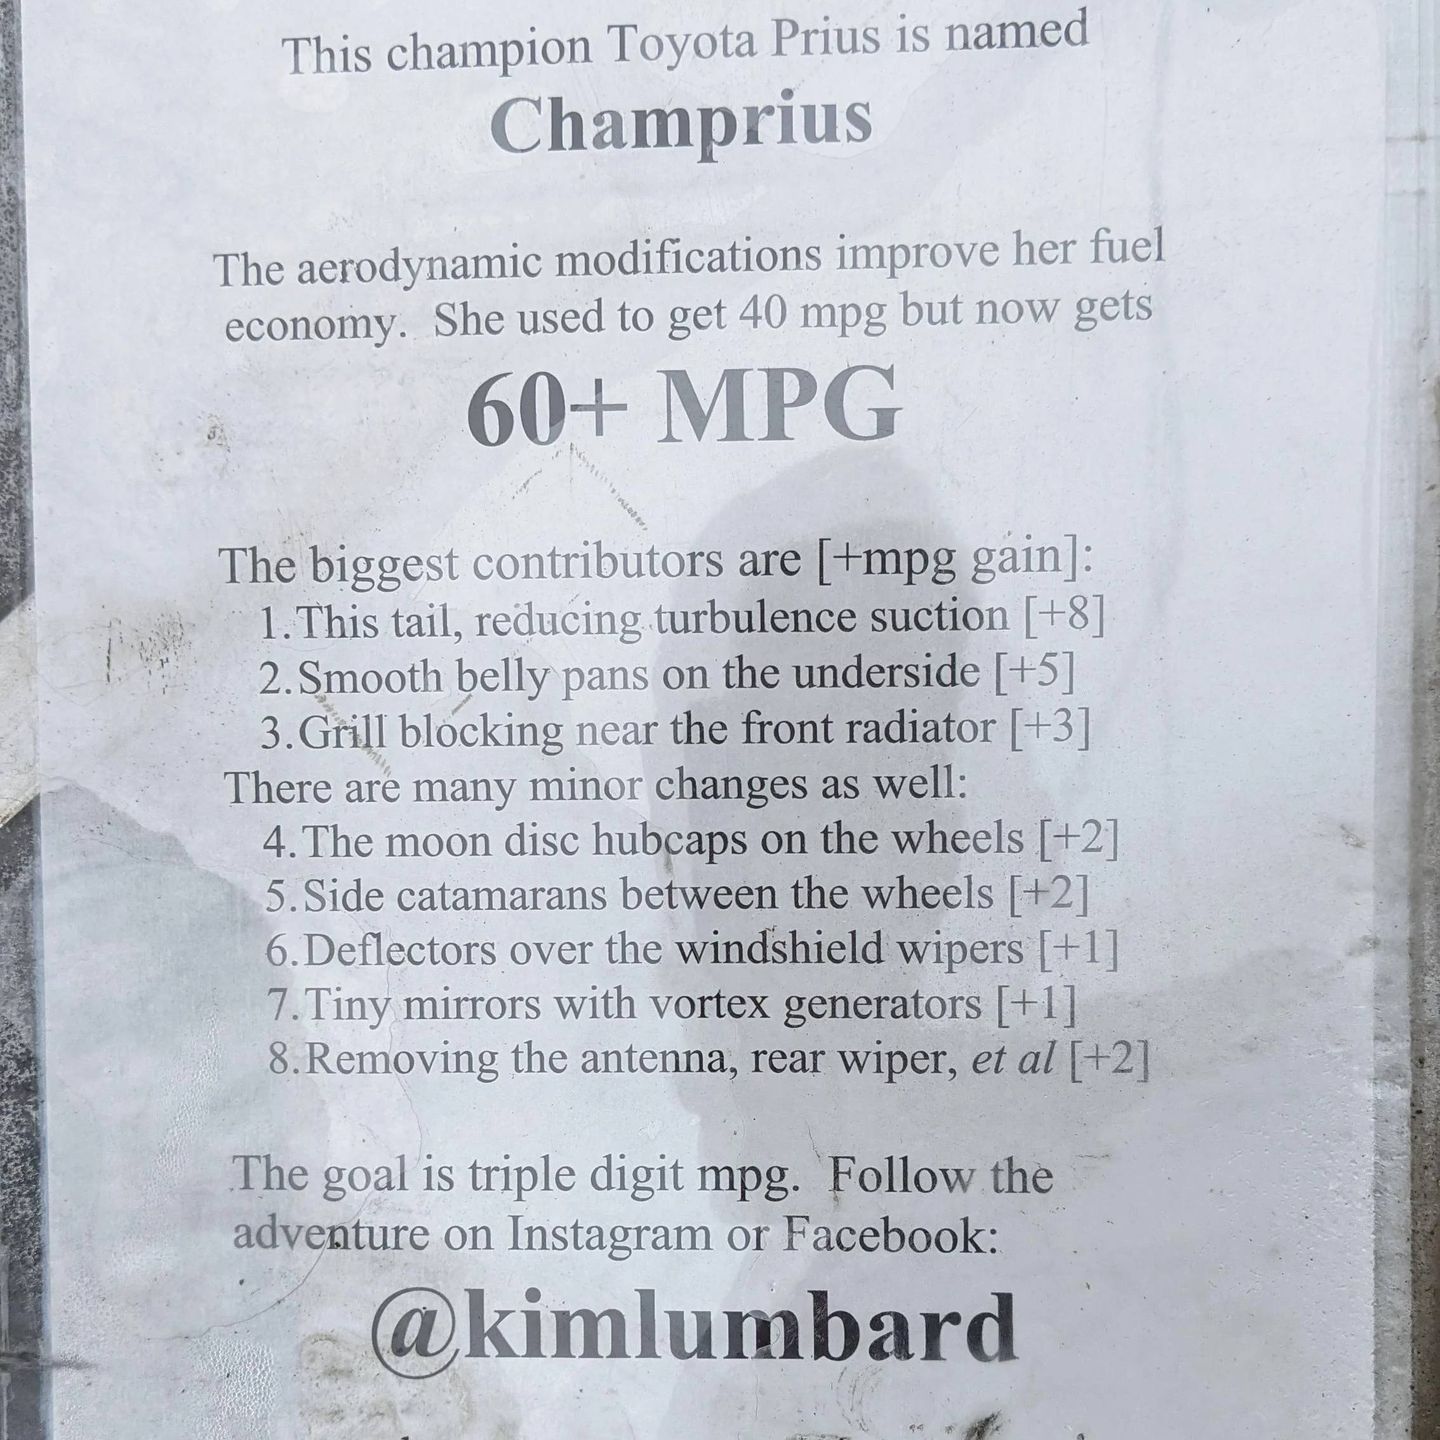 This champion Toyota Prius is named
Champrius
The aerodynamic modifications improve her fuel
economy. She used to get 40 mpg but now gets
60+ MPG
The biggest contributors are [+mpg gain]:
1. This tail, reducing turbulence suction [+8]
2. Smooth belly pans on the underside [+5]
3. Grill blocking near the front radiator [+3]
There are many minor changes as well:
4. The moon disc hubcaps on the wheels [+2]
5. Side catamarans between the wheels [+2]
6. Deflectors over the windshield wipers [+1]
7. Tiny mirrors with vortex generators [+1]
8. Removing the antenna, rear wiper, et al [+2]
The goal is triple digit mpg. Follow the
adventure on Instagram or Facebook:
@kimlumbard